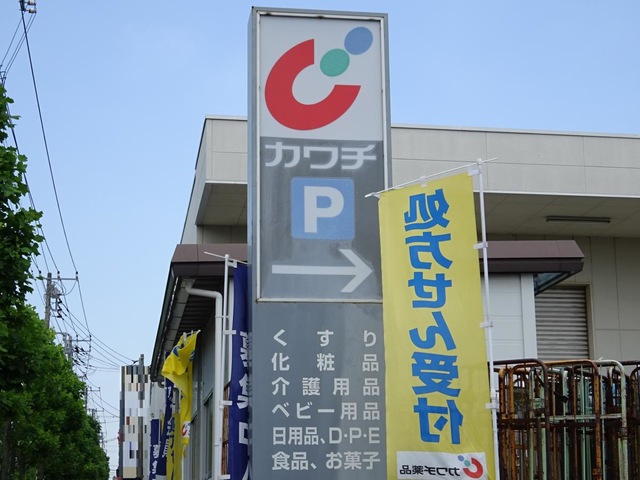 カワチ
P
くすり
化粧品
介護用品
ベビー用品
日用品、D・P・E
食品、お菓子
処方せん受付
カワチ薬品